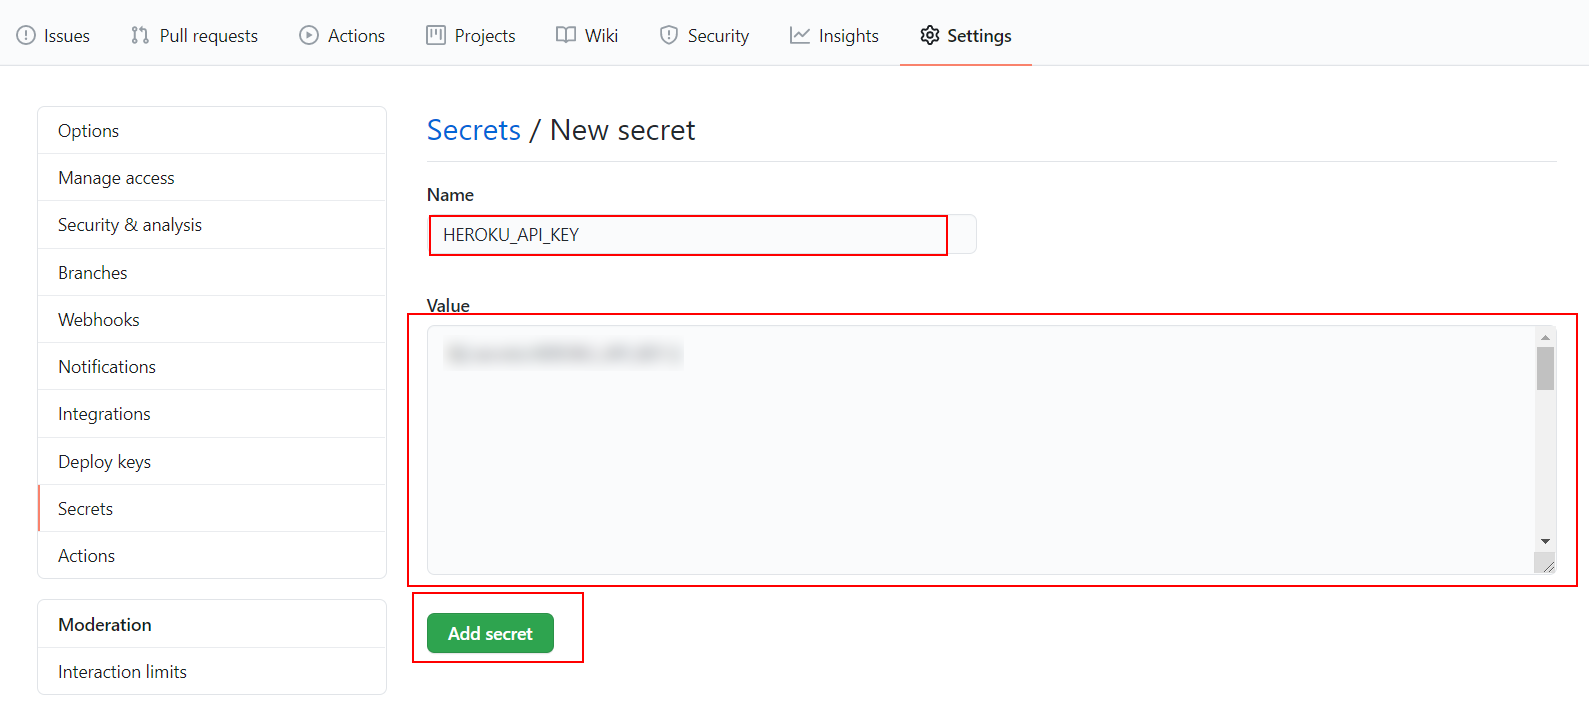 Issues Pull requests Actions Projects Wiki Security Insights Settings
Options
Manage access
Security & analysis
Branches
Webhooks
Notifications
Integrations
Deploy keys
Secrets
Actions
Moderation
Interaction limits
Secrets / New secret
Name
HEROKU_API_KEY
Value
Add secret